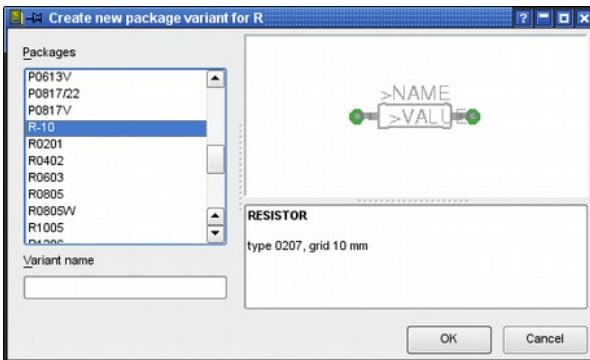 Create new package variant for R
Packages
P0613V
P0817/22
P0817V
R-10
R0201
R0402
R0603
R0805
R0805W
R1005
R1206
>NAME
>VALUE
RESISTOR
type 0207, grid 10 mm
Variant name
OK
Cancel